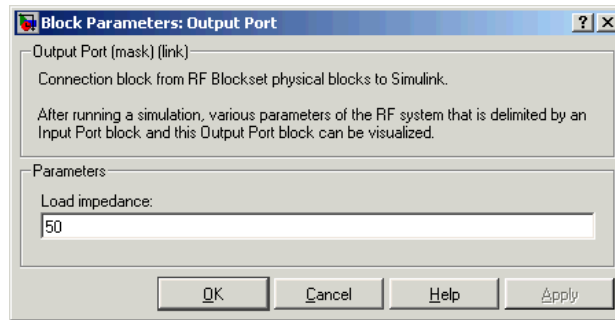 Block Parameters: Output Port
Output Port (mask) (link)
Connection block from RF Blockset physical blocks to Simulink.
After running a simulation, various parameters of the RF system that is delimited by an
Input Port block and this Output Port block can be visualized.
Parameters
Load impedance:
50
OK Cancel Help Apply